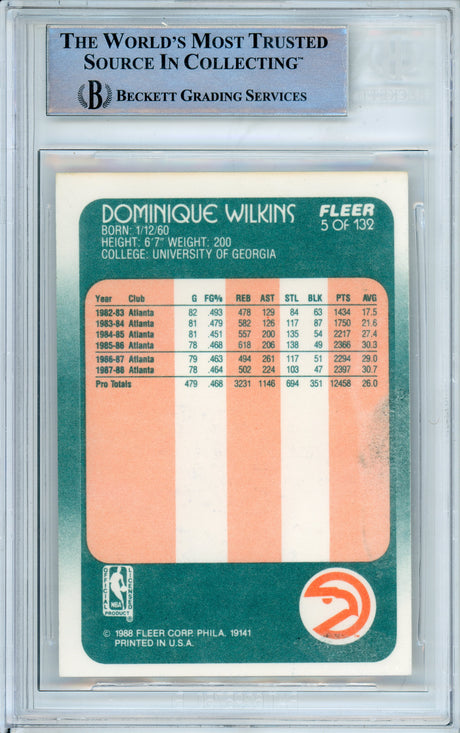 THE WORLD'S MOST TRUSTED
SOURCE IN COLLECTING™
B BECKETT GRADING SERVICES
DOMINIQUE WILKINS FLEER
BORN: 1/12/60 5 OF 132
HEIGHT: 6'7" WEIGHT: 200
COLLEGE: UNIVERSITY OF GEORGIA
Year Club G FG% REB AST STL BLK PTS AVG
1982-83 Atlanta 82 .493 478 129 84 63 1434 17.5
1983-84 Atlanta 81 .479 582 126 117 87 1750 21.6
1984-85 Atlanta 81 .451 557 200 135 54 2217 27.4
1985-86 Atlanta 78 .468 618 206 138 49 2366 30.3
1986-87 Atlanta 79 .463 494 261 117 51 2294 29.0
1987-88 Atlanta 78 .464 502 224 103 47 2397 30.7
Pro Totals 479 .468 3231 1146 694 351 12458 26.0
OFFICIAL LICENSED
NBA
PRODUCT
© 1988 FLEER CORP. PHILA. 19141
PRINTED IN U.S.A.